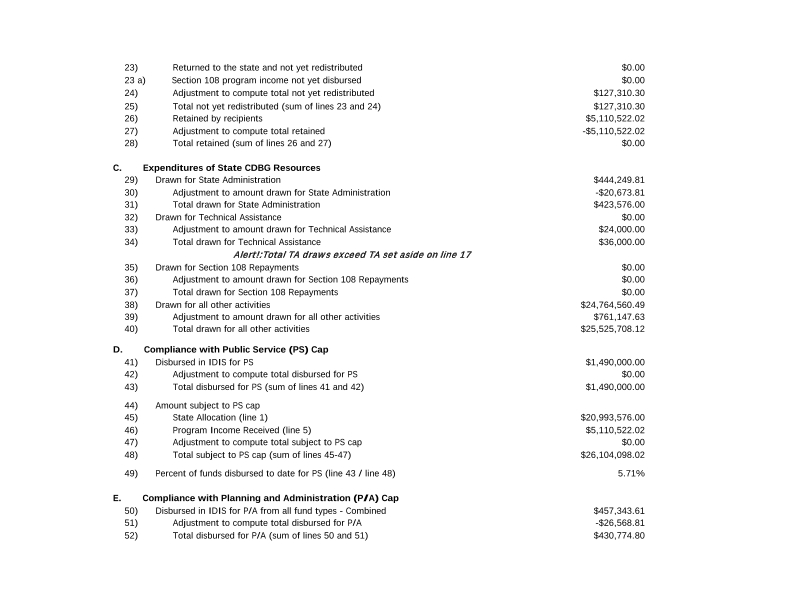 23) Returned to the state and not yet redistributed $0.00
23 a) Section 108 program income not yet disbursed $0.00
24) Adjustment to compute total not yet redistributed $127,310.30
25) Total not yet redistributed (sum of lines 23 and 24) $127,310.30
26) Retained by recipients $5,110,522.02
27) Adjustment to compute total retained -$5,110,522.02
28) Total retained (sum of lines 26 and 27) $0.00
C. Expenditures of State CDBG Resources
29) Drawn for State Administration $444,249.81
30) Adjustment to amount drawn for State Administration -$20,673.81
31) Total drawn for State Administration $423,576.00
32) Drawn for Technical Assistance $0.00
33) Adjustment to amount drawn for Technical Assistance $24,000.00
34) Total drawn for Technical Assistance $36,000.00
Alert!:Total TA draws exceed TA set aside on line 17
35) Drawn for Section 108 Repayments $0.00
36) Adjustment to amount drawn for Section 108 Repayments $0.00
37) Total drawn for Section 108 Repayments $0.00
38) Drawn for all other activities $24,764,560.49
39) Adjustment to amount drawn for all other activities $761,147.63
40) Total drawn for all other activities $25,525,708.12
D. Compliance with Public Service (PS) Cap
41) Disbursed in IDIS for PS $1,490,000.00
42) Adjustment to compute total disbursed for PS $0.00
43) Total disbursed for PS (sum of lines 41 and 42) $1,490,000.00
44) Amount subject to PS cap
45) State Allocation (line 1) $20,993,576.00
46) Program Income Received (line 5) $5,110,522.02
47) Adjustment to compute total subject to PS cap $0.00
48) Total subject to PS cap (sum of lines 45-47) $26,104,098.02
49) Percent of funds disbursed to date for PS (line 43 / line 48) 5.71%
E. Compliance with Planning and Administration (P/A) Cap
50) Disbursed in IDIS for P/A from all fund types - Combined $457,343.61
51) Adjustment to compute total disbursed for P/A -$26,568.81
52) Total disbursed for P/A (sum of lines 50 and 51) $430,774.80